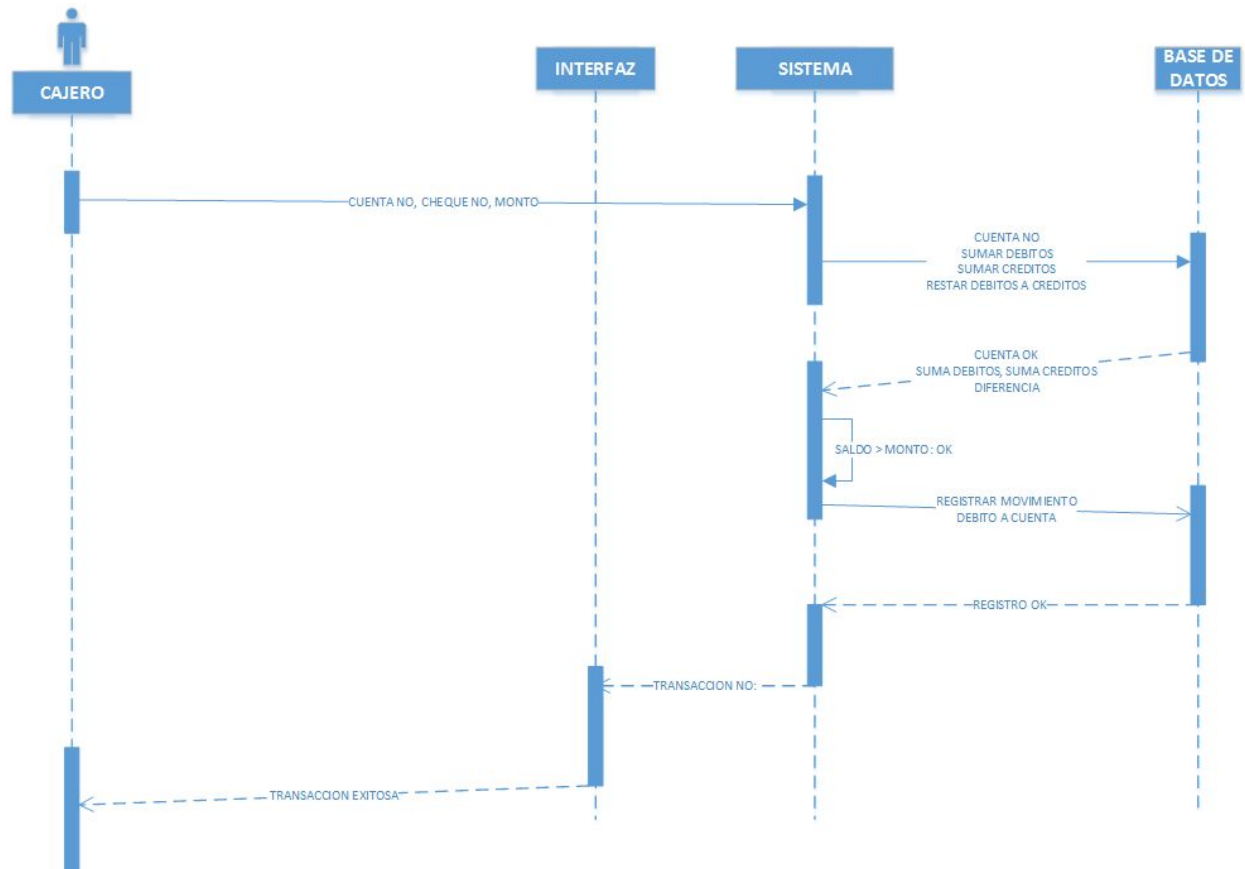 CAJERO
INTERFAZ
SISTEMA
BASE DE
DATOS
CUENTA NO, CHEQUE NO, MONTO
CUENTA NO
SUMAR DEBITOS
SUMAR CREDITOS
RESTAR DEBITOS A CREDITOS
CUENTA OK
SUMA DEBITOS, SUMA CREDITOS
DIFERENCIA
SALDO > MONTO: OK
REGISTRAR MOVIMIENTO
DEBITO A CUENTA
REGISTRO OK
TRANSACCION NO:
TRANSACCION EXITOSA